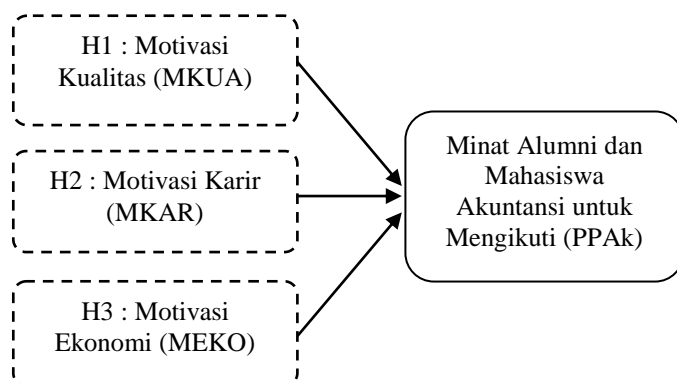 H1 : Motivasi
Kualitas (MKUA)
H2 : Motivasi Karir
(MKAR)
H3 : Motivasi
Ekonomi (MEKO)
Minat Alumni dan
Mahasiswa
Akuntansi untuk
Mengikuti (PPAk)